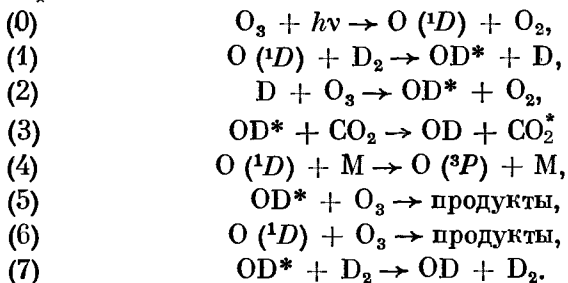 (0) O₃ + hν → O (¹D) + O₂,
(1) O (¹D) + D₂ → OD* + D,
(2) D + O₃ → OD* + O₂,
(3) OD* + CO₂ → OD + CO₂*
(4) O (¹D) + M → O (³P) + M,
(5) OD* + O₃ → продукты,
(6) O (¹D) + O₃ → продукты,
(7) OD* + D₂ → OD + D₂.